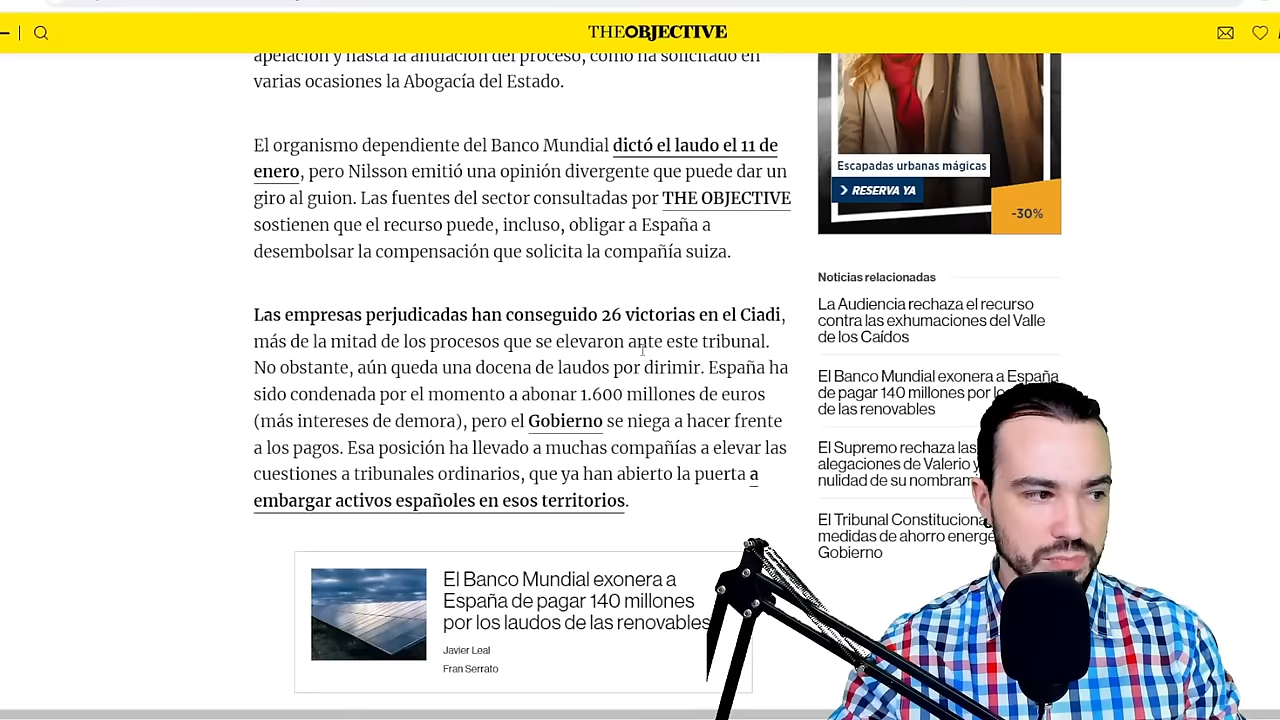 THE OBJECTIVE
apelación y hasta la anulación del proceso, como ha solicitado en
varias ocasiones la Abogacía del Estado.
El organismo dependiente del Banco Mundial dictó el laudo el 11 de
enero, pero Nilsson emitió una opinión divergente que puede dar un
giro al guion. Las fuentes del sector consultadas por THE OBJECTIVE
sostienen que el recurso puede, incluso, obligar a España a
desembolsar la compensación que solicita la compañía suiza.
Las empresas perjudicadas han conseguido 26 victorias en el Ciadi,
más de la mitad de los procesos que se elevaron ante este tribunal.
No obstante, aún queda una docena de laudos por dirimir. España ha
sido condenada por el momento a abonar 1.600 millones de euros
(más intereses de demora), pero el Gobierno se niega a hacer frente
a los pagos. Esa posición ha llevado a muchas compañías a elevar las
cuestiones a tribunales ordinarios, que ya han abierto la puerta a
embargar activos españoles en esos territorios.
El Banco Mundial exonera a
España de pagar 140 millones
por los laudos de las renovables
Javier Leal
Fran Serrato
Escapadas urbanas mágicas
RESERVA YA
-30%
Noticias relacionadas
La Audiencia rechaza el recurso
contra las exhumaciones del Valle
de los Caídos
El Banco Mundial exonera a España
de pagar 140 millones por
de las renovables
El Supremo rechaza las
alegaciones de Valerio y
nulidad de su
El Tribunal
medidas de ahorro
Gobierno